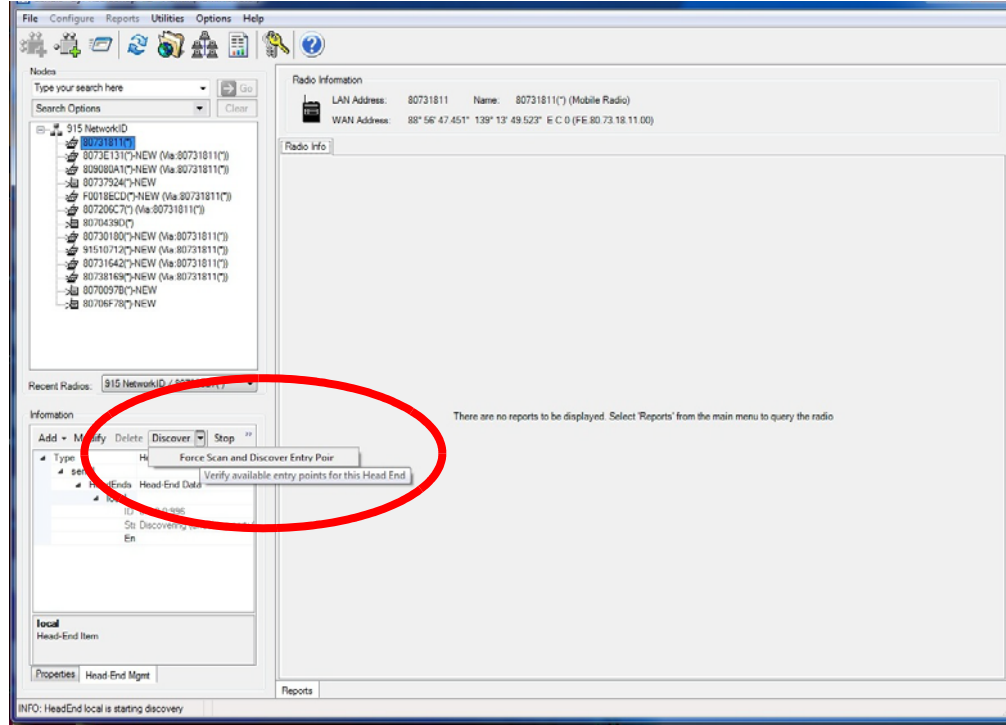 File Configure Reports Utilities Options Help
Nodes
Type your search here
Go
Search Options
Clear
915 NetworkID
80731811(*)
8073E131(*)-NEW (Via:80731811(*))
809080A1(*)-NEW (Via:80731811(*))
80737924(*)-NEW
F0018ECD(*)-NEW (Via:80731811(*))
807206C7(*) (Via:80731811(*))
8070439D(*)
80730180(*)-NEW (Via:80731811(*))
91510712(*)-NEW (Via:80731811(*))
80731642(*)-NEW (Via:80731811(*))
80738169(*)-NEW (Via:80731811(*))
8070097B(*)-NEW
80706F78(*)-NEW
Recent Radios: 915 NetworkID /
Information
Add Modify Delete Discover Stop "
Type
Force Scan and Discover Entry Poir
Verify available entry points for this Head End
HeadEnds Head-End Data
Discovering
En
local
Head-End Item
Properties Head-End Mgmt
INFO: HeadEnd local is starting discovery
Radio Information
LAN Address: 80731811 Name: 80731811(*) (Mobile Radio)
WAN Address: 88° 56' 47.451" 139° 13' 49.523" E C 0 (FE.80.73.18.11.00)
Radio Info
There are no reports to be displayed. Select 'Reports' from the main menu to query the radio
Reports